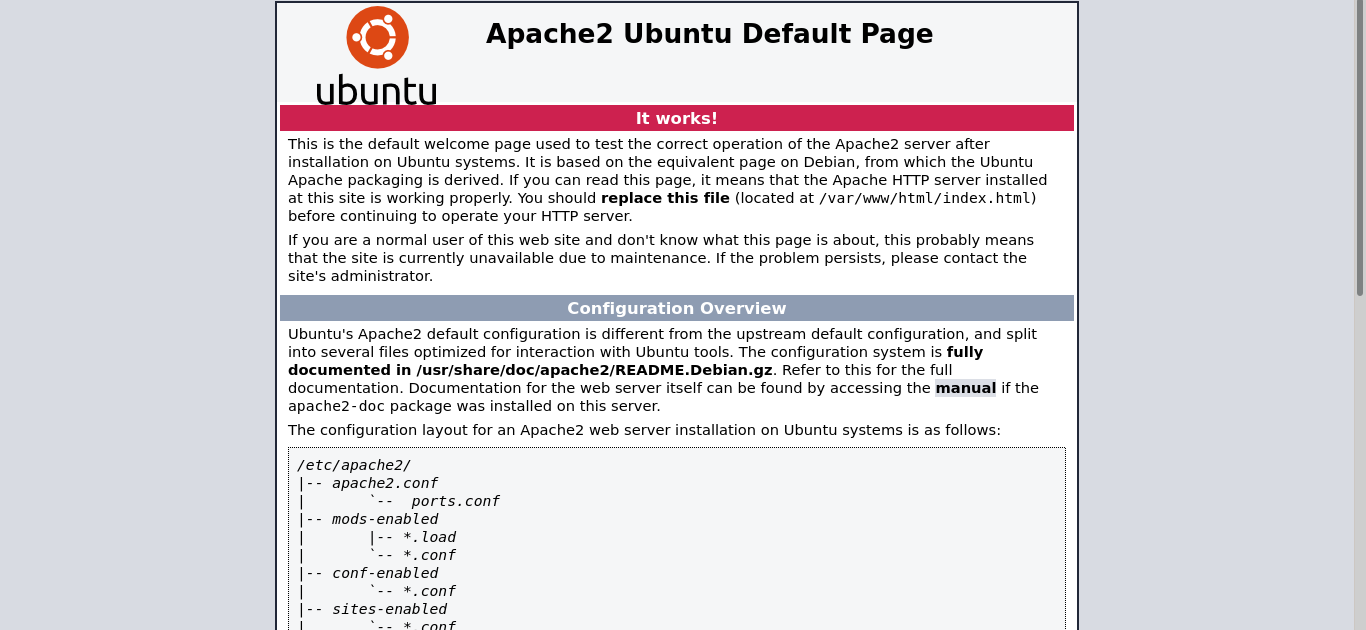 ubuntu
Apache2 Ubuntu Default Page
It works!
This is the default welcome page used to test the correct operation of the Apache2 server after
installation on Ubuntu systems. It is based on the equivalent page on Debian, from which the Ubuntu
Apache packaging is derived. If you can read this page, it means that the Apache HTTP server installed
at this site is working properly. You should replace this file (located at /var/www/html/index.html)
before continuing to operate your HTTP server.
If you are a normal user of this web site and don't know what this page is about, this probably means
that the site is currently unavailable due to maintenance. If the problem persists, please contact the
site's administrator.
Configuration Overview
Ubuntu's Apache2 default configuration is different from the upstream default configuration, and split
into several files optimized for interaction with Ubuntu tools. The configuration system is fully
documented in /usr/share/doc/apache2/README.Debian.gz. Refer to this for the full
documentation. Documentation for the web server itself can be found by accessing the manual if the
apache2-doc package was installed on this server.
The configuration layout for an Apache2 web server installation on Ubuntu systems is as follows:
/etc/apache2/
|-- apache2.conf
|       `--  ports.conf
|-- mods-enabled
|       |-- *.load
|       `-- *.conf
|-- conf-enabled
|       `-- *.conf
|-- sites-enabled
|       `-- *.conf